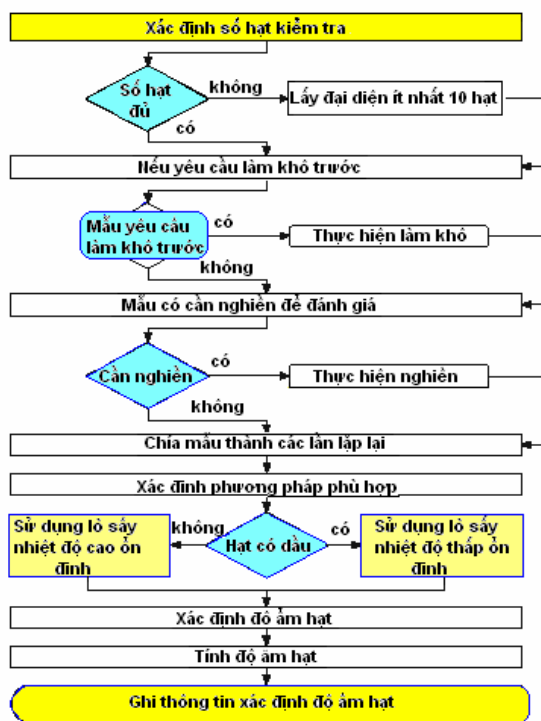 Xác định số hạt kiểm tra
Số hạt
đủ
không
Lấy đại diện ít nhất 10 hạt
có
Nếu yêu cầu làm khô trước
Mẫu yêu cầu
làm khô trước
có
Thực hiện làm khô
không
Mẫu có cần nghiền để đánh giá
Cần nghiền
có
Thực hiện nghiền
không
Chía mẫu thành các lần lặp lại
Xác định phương pháp phù hợp
Sử dụng lò sấy
nhiệt độ cao ổn
đinh
không
Hạt có dầu
có
Sử dụng lò sấy
nhiệt độ thấp ổn
đinh
Xác định độ ẩm hạt
Tính độ ẩm hạt
Ghi thông tin xác định độ ẩm hạt